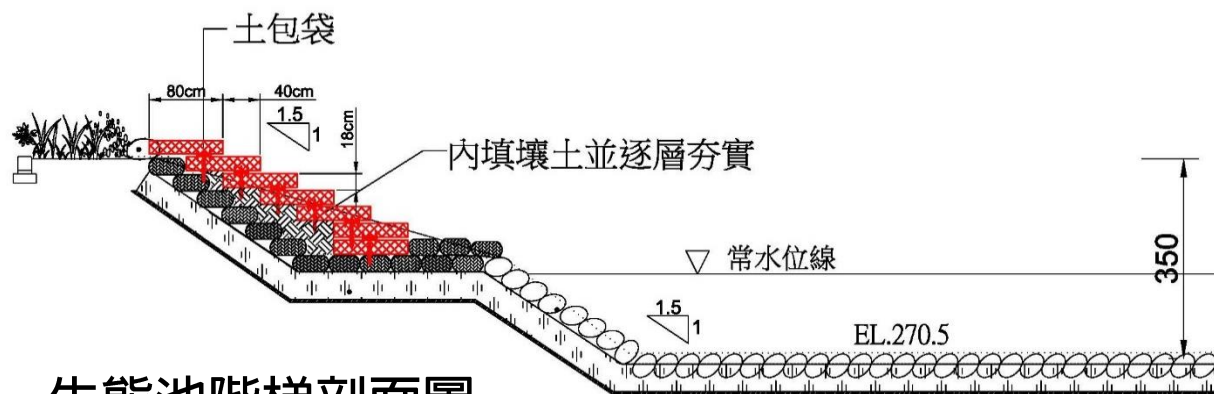 土包袋
80cm
40cm
18cm
1.5
1
內填壤土並逐層夯實
常水位線
350
1.5
1
EL.270.5
生態池階梯剖面圖